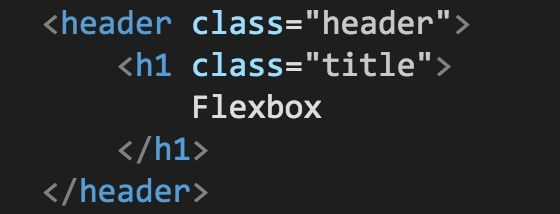 <header class="header">
    <h1 class="title">
        Flexbox
    </h1>
</header>